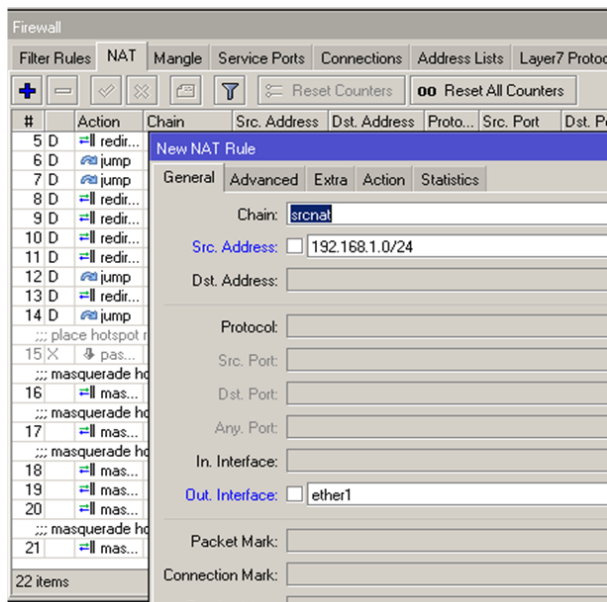 Firewall
Filter Rules NAT Mangle Service Ports Connections Address Lists Layer7 Protoc
Reset Counters 00 Reset All Counters
# Action Chain Src. Address Dst. Address Proto... Src. Port Dst. P
5 D redir...
New NAT Rule
6 D jump
7 D jump
General Advanced Extra Action Statistics
8 D redir...
9 D redir...
Chain: srcnat
10 D redir...
11 D redir...
Src. Address: 192.168.1.0/24
12 D jump
13 D redir...
Dst. Address:
14 D jump
;;; place hotspot r
Protocol:
15 X pas...
Src. Port:
;;; masquerade ho
16 mas...
Dst. Port:
;;; masquerade ho
17 mas...
Any. Port:
;;; masquerade ho
18 mas...
In. Interface:
19 mas...
Out. Interface: ether1
20 mas...
;;; masquerade ho
21 mas...
Packet Mark:
22 items
Connection Mark: